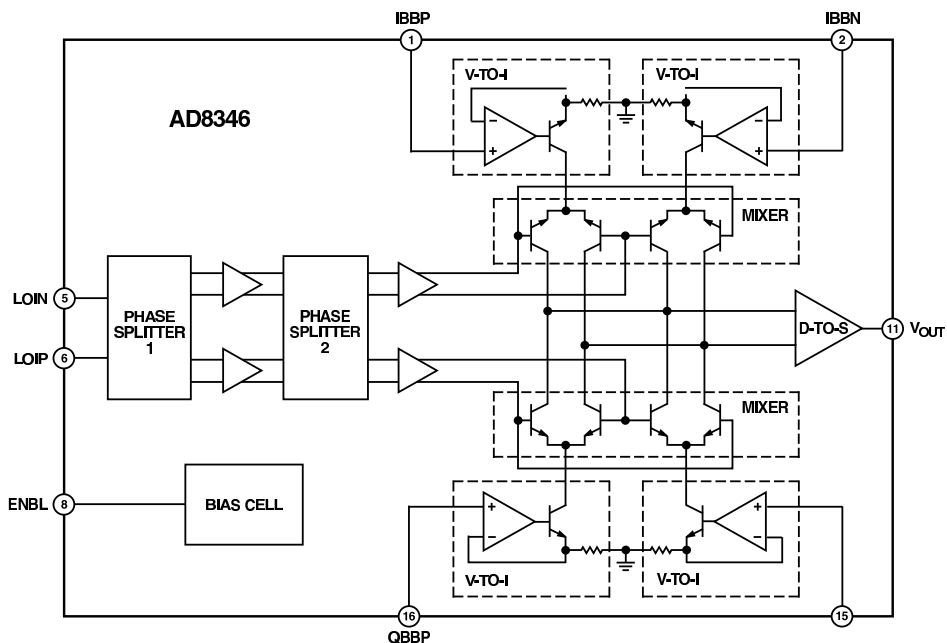 IBBP
IBBN
1
2
V-TO-I
V-TO-I
AD8346
−
−
+
+
MIXER
LOIN
5
PHASE
SPLITTER
1
PHASE
SPLITTER
2
D-TO-S
11
VOUT
LOIP
6
MIXER
ENBL
8
BIAS CELL
+
+
−
−
V-TO-I
V-TO-I
16
15
QBBP